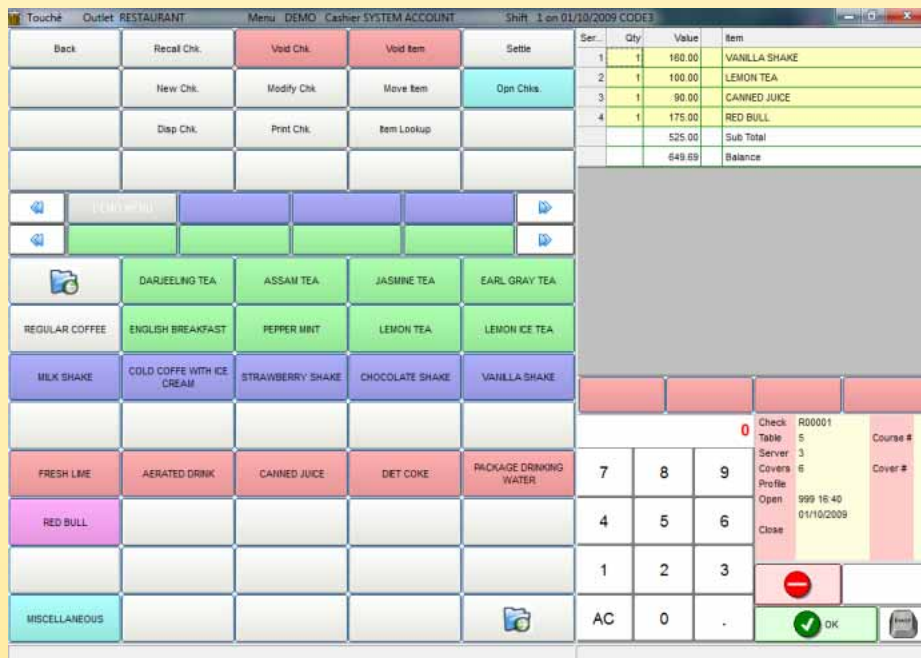 Touché Outlet RESTAURANT Menu DEMO Cashier SYSTEM ACCOUNT Shift 1 on 01/10/2009 CODE3
Back Recall Chk. Void Chk. Void Item Settle
New Chk. Modify Chk Move Item Opn Chks.
Disp Chk. Print Chk. Item Lookup
DARJEELING TEA ASSAM TEA JASMINE TEA EARL GRAY TEA
REGULAR COFFEE ENGLISH BREAKFAST PEPPER MINT LEMON TEA LEMON ICE TEA
MILK SHAKE COLD COFFE WITH ICE CREAM STRAWBERRY SHAKE CHOCOLATE SHAKE VANILLA SHAKE
FRESH LIME AERATED DRINK CANNED JUICE DIET COKE PACKAGE DRINKING WATER
RED BULL
MISCELLANEOUS
Ser... Qty Value Item
1 1 160.00 VANILLA SHAKE
2 1 100.00 LEMON TEA
3 1 90.00 CANNED JUICE
4 1 175.00 RED BULL
525.00 Sub Total
649.69 Balance
0
7 8 9
4 5 6
1 2 3
AC 0 .
Check R00001
Table 5 Course #
Server 3
Covers 6 Cover #
Profile
Open 999 16:40
01/10/2009
Close
OK